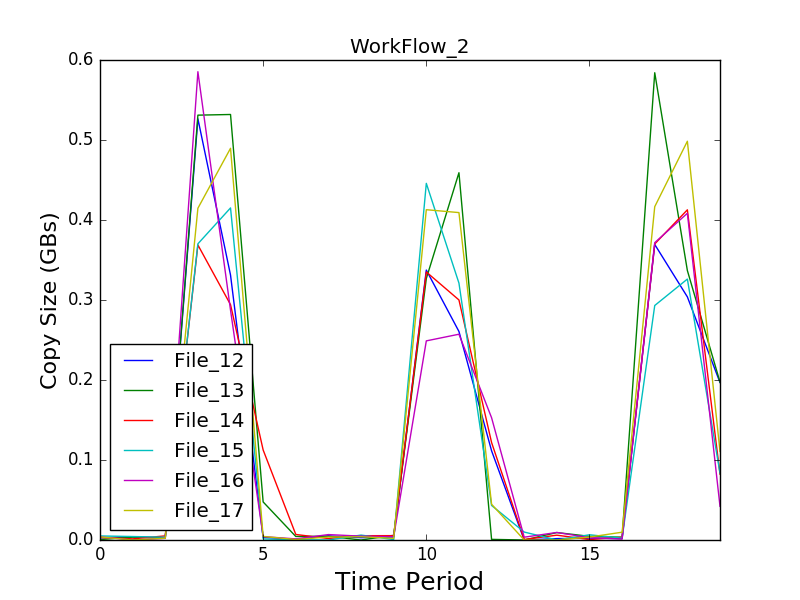 WorkFlow_2
Copy Size (GBs)
0.6
0.5
0.4
0.3
0.2
0.1
0.0
File_12
File_13
File_14
File_15
File_16
File_17
0 5 10 15
Time Period